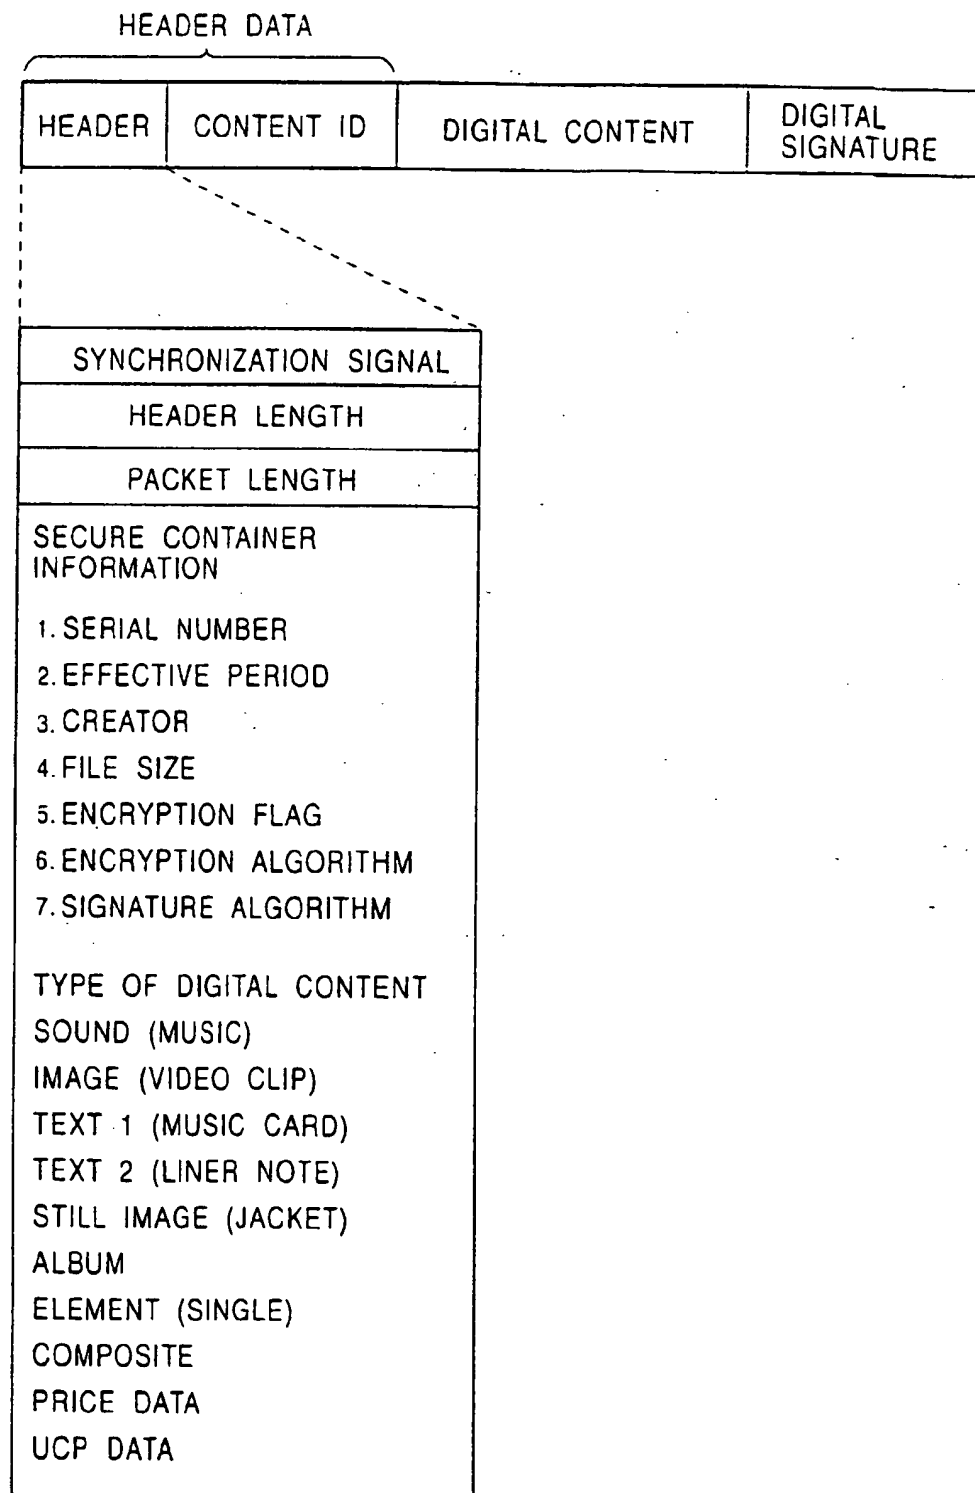 HEADER DATA
HEADER CONTENT ID DIGITAL CONTENT DIGITAL SIGNATURE
SYNCHRONIZATION SIGNAL
HEADER LENGTH
PACKET LENGTH
SECURE CONTAINER
INFORMATION
1. SERIAL NUMBER
2. EFFECTIVE PERIOD
3. CREATOR
4. FILE SIZE
5. ENCRYPTION FLAG
6. ENCRYPTION ALGORITHM
7. SIGNATURE ALGORITHM
TYPE OF DIGITAL CONTENT
SOUND (MUSIC)
IMAGE (VIDEO CLIP)
TEXT 1 (MUSIC CARD)
TEXT 2 (LINER NOTE)
STILL IMAGE (JACKET)
ALBUM
ELEMENT (SINGLE)
COMPOSITE
PRICE DATA
UCP DATA